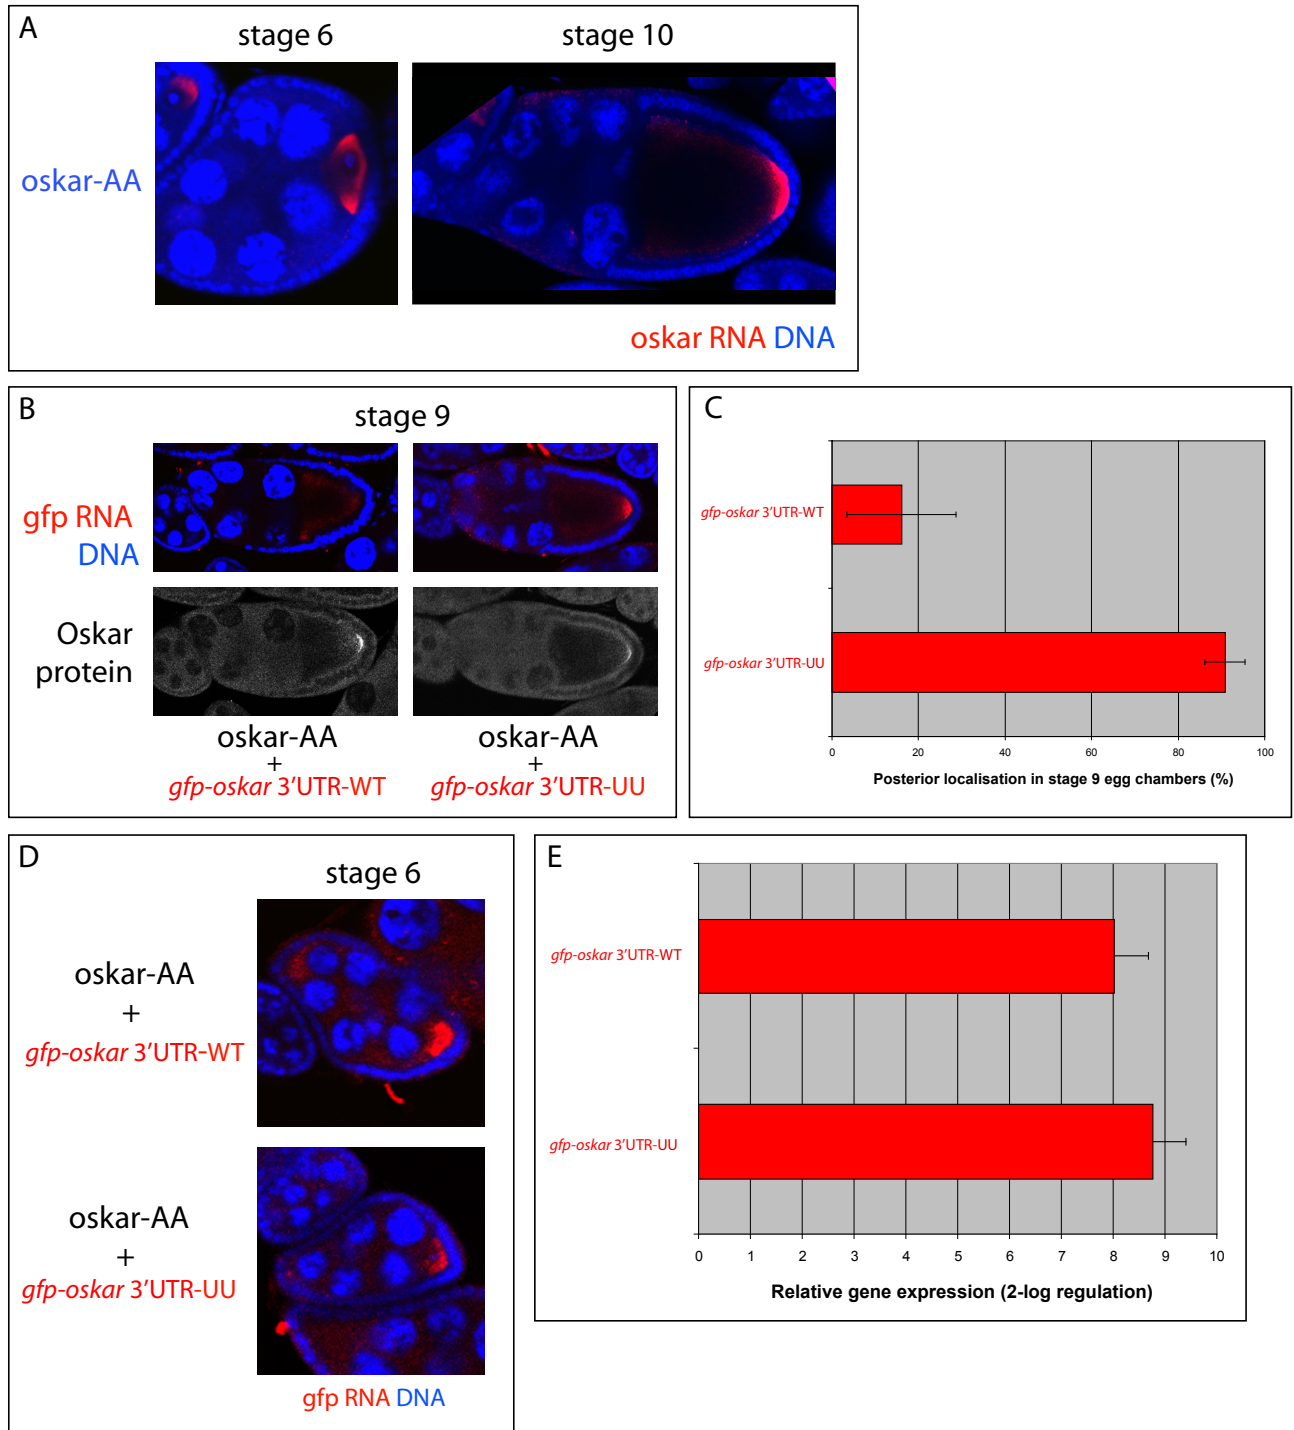 A
stage 6
stage 10
oskar-AA
oskar RNA DNA
B
stage 9
gfp RNA
DNA
Oskar
protein
oskar-AA
+
gfp-oskar 3'UTR-WT
oskar-AA
+
gfp-oskar 3'UTR-UU
C
gfp-oskar 3'UTR-WT
gfp-oskar 3'UTR-UU
0 20 40 60 80 100
Posterior localisation in stage 9 egg chambers (%)
D
stage 6
oskar-AA
+
gfp-oskar 3'UTR-WT
oskar-AA
+
gfp-oskar 3'UTR-UU
gfp RNA DNA
E
gfp-oskar 3'UTR-WT
gfp-oskar 3'UTR-UU
0 1 2 3 4 5 6 7 8 9 10
Relative gene expression (2-log regulation)